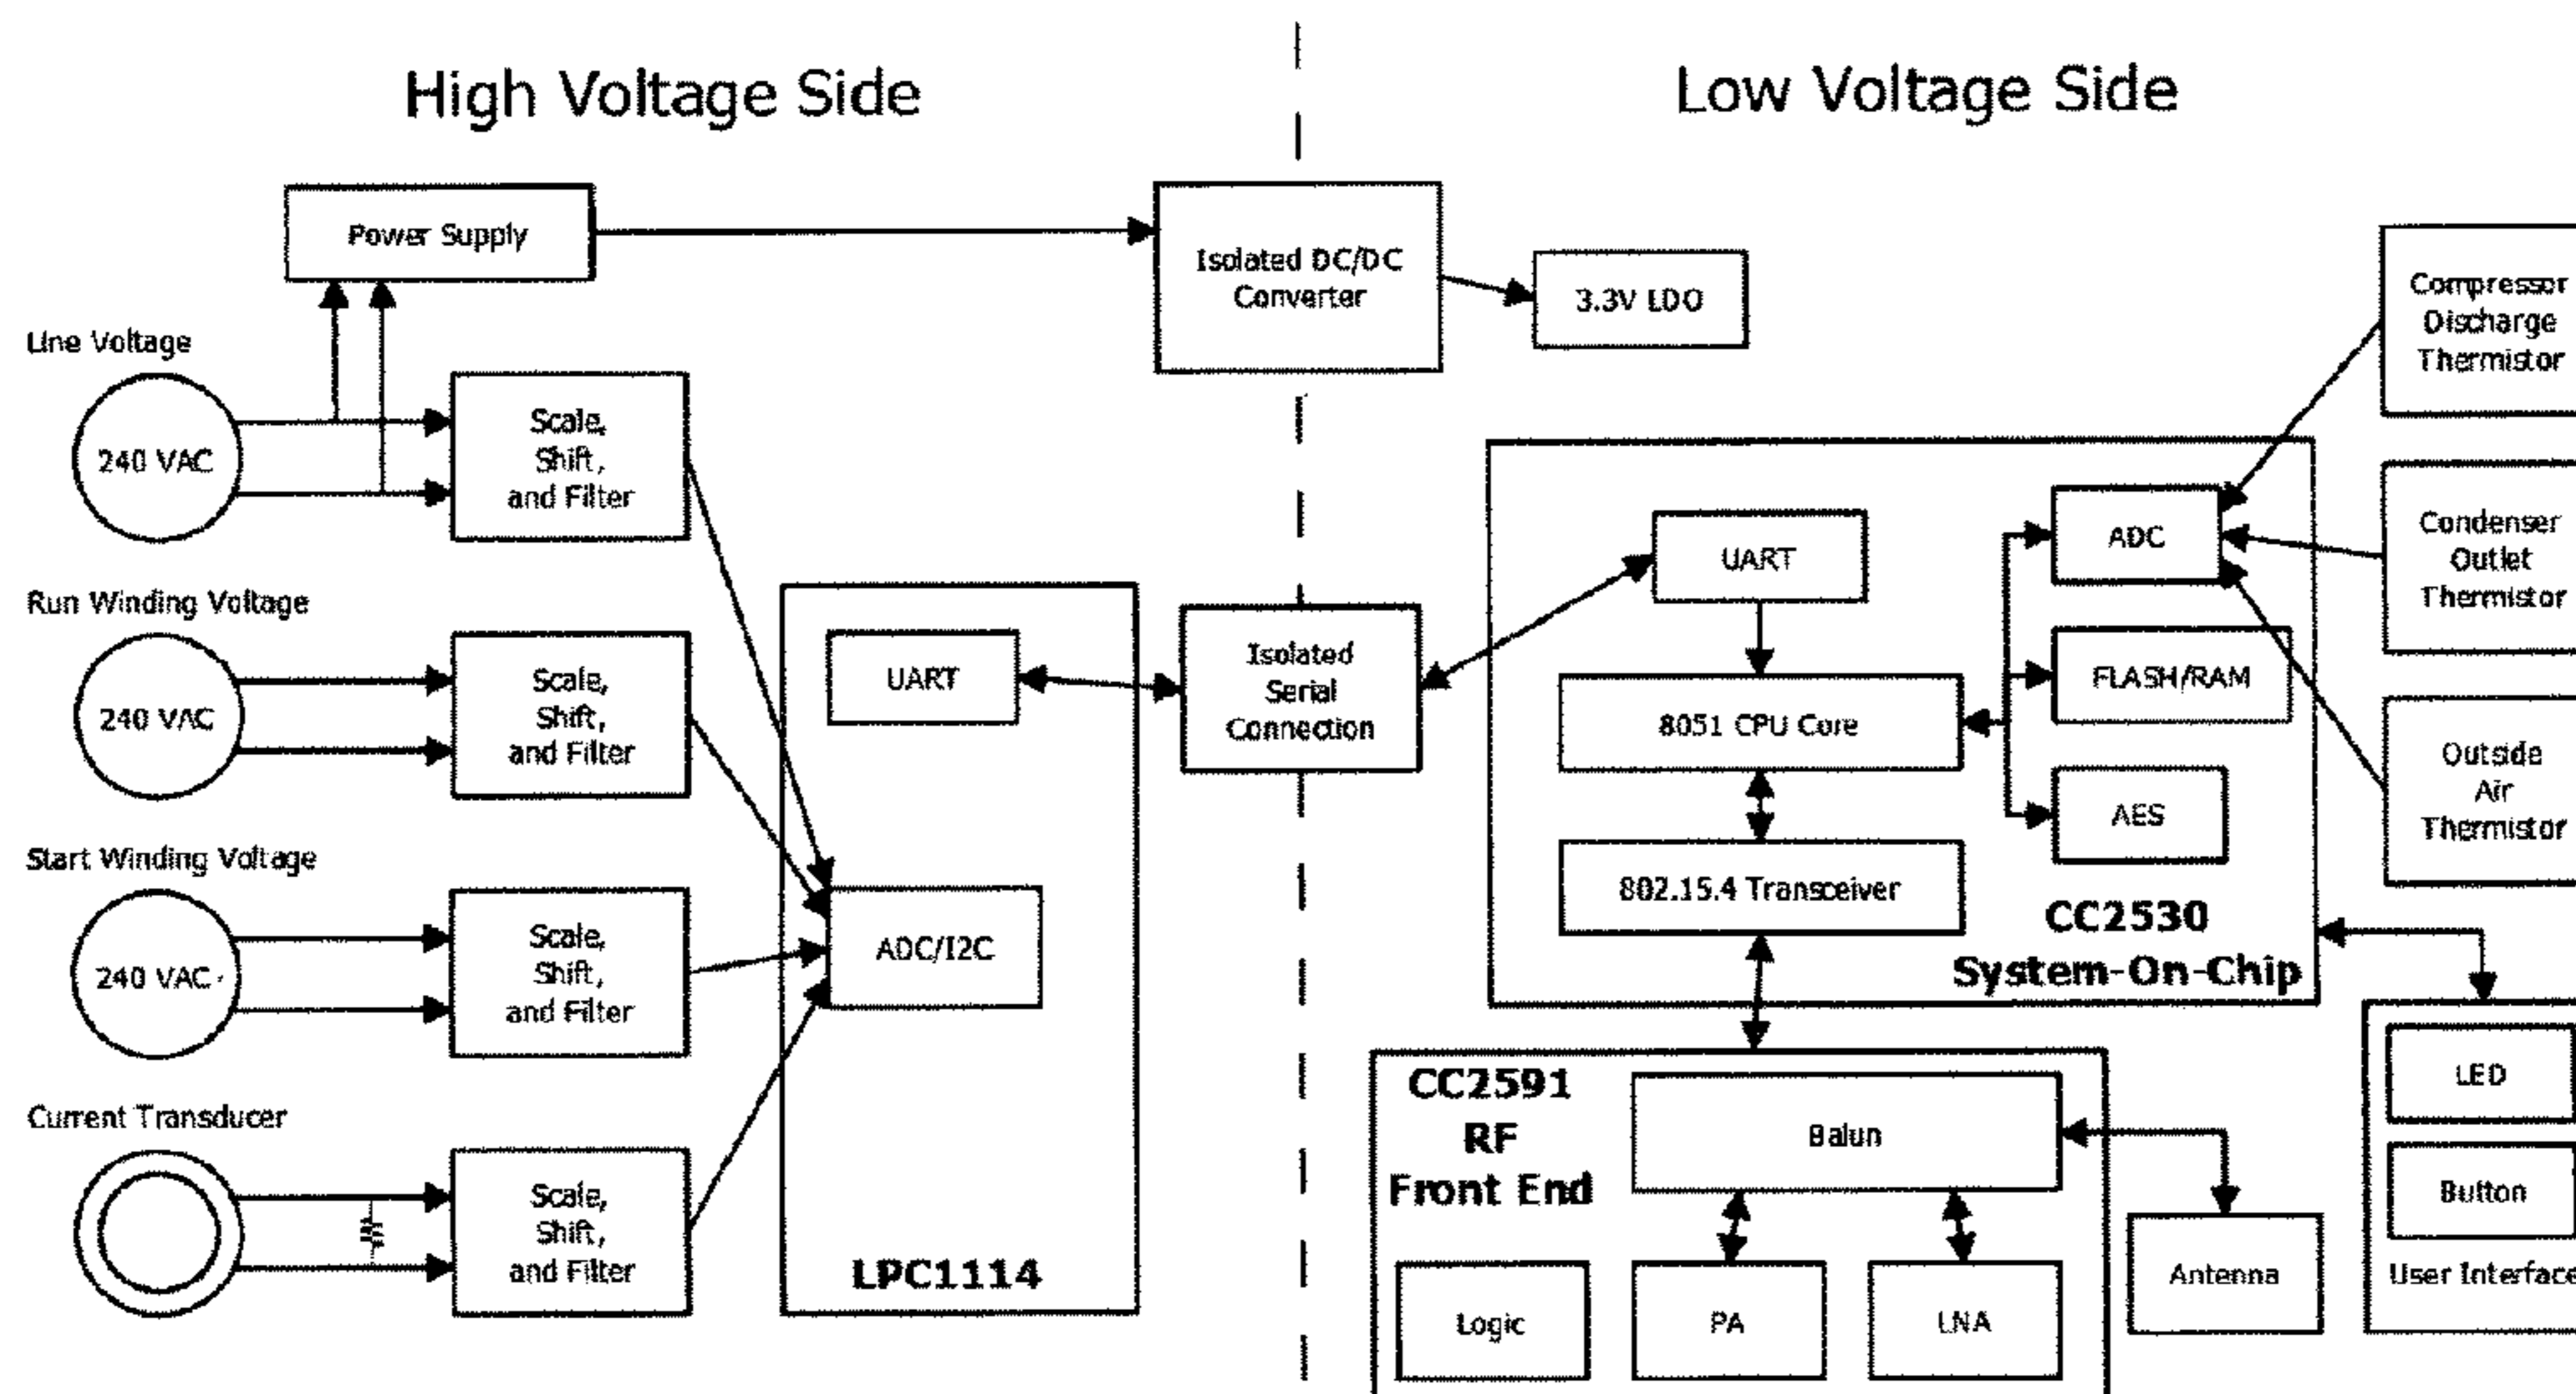 High Voltage Side
Low Voltage Side
Power Supply
Isolated DC/DC
Converter
3.3V LDO
Compressor
Discharge
Thermistor
Line Voltage
240 VAC
Scale,
Shift,
and Filter
Condenser
Outlet
Thermistor
Run Winding Voltage
240 VAC
Scale,
Shift,
and Filter
UART
Isolated
Serial
Connection
UART
ADC
FLASH/RAM
8051 CPU Core
AES
802.15.4 Transceiver
CC2530
System-On-Chip
Outside
Air
Thermistor
Start Winding Voltage
240 VAC
Scale,
Shift,
and Filter
ADC/I2C
Current Transducer
Scale,
Shift,
and Filter
LPC1114
CC2591
RF
Front End
Balun
Logic
PA
LNA
Antenna
LED
Button
User Interface